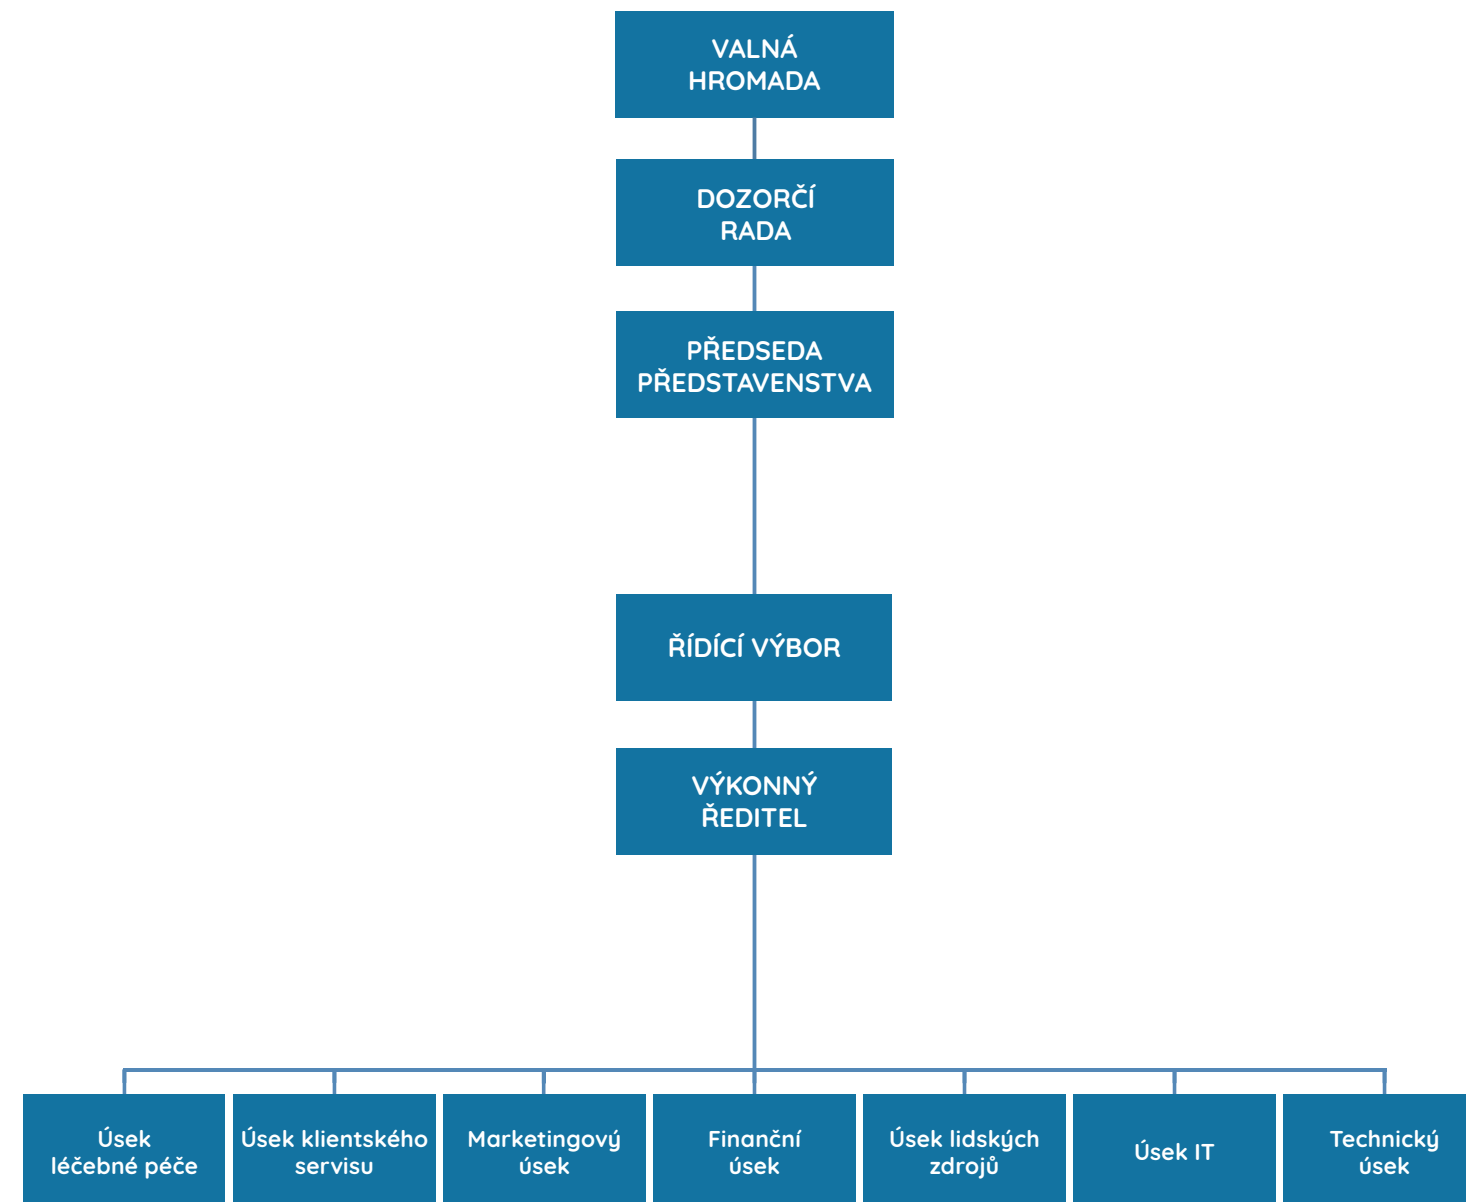 VALNÁ
HROMADA
DOZORČÍ
RADA
PŘEDSEDA
PŘEDSTAVENSTVA
ŘÍDÍCÍ VÝBOR
VÝKONNÝ
ŘEDITEL
Úsek
léčebné péče
Úsek klientského
servisu
Marketingový
úsek
Finanční
úsek
Úsek lidských
zdrojů
Úsek IT
Technický
úsek